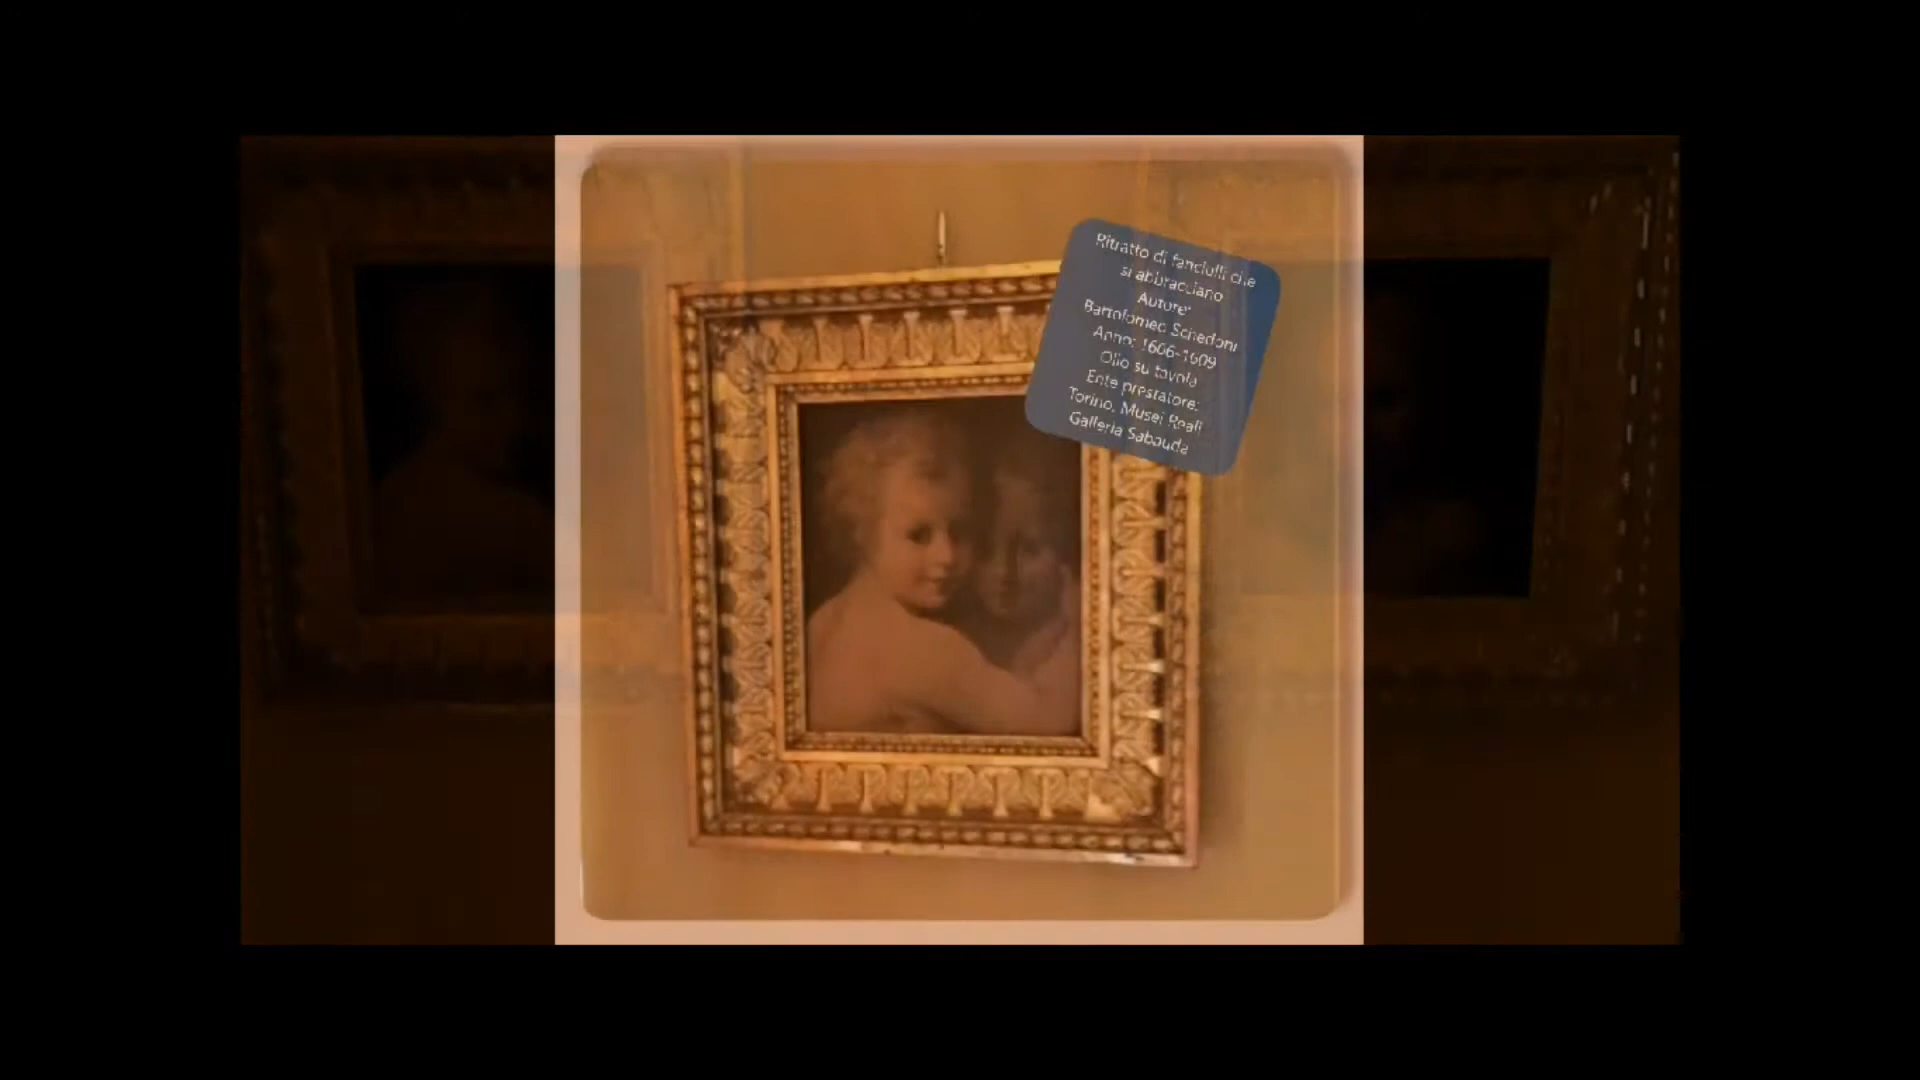 Ritratto di fanciulli che
si abbracciano
Autore:
Bartolomeo Schedoni
Anno: 1606-1609
Olio su tavola
Ente prestatore:
Torino, Musei Reali
Galleria Sabauda